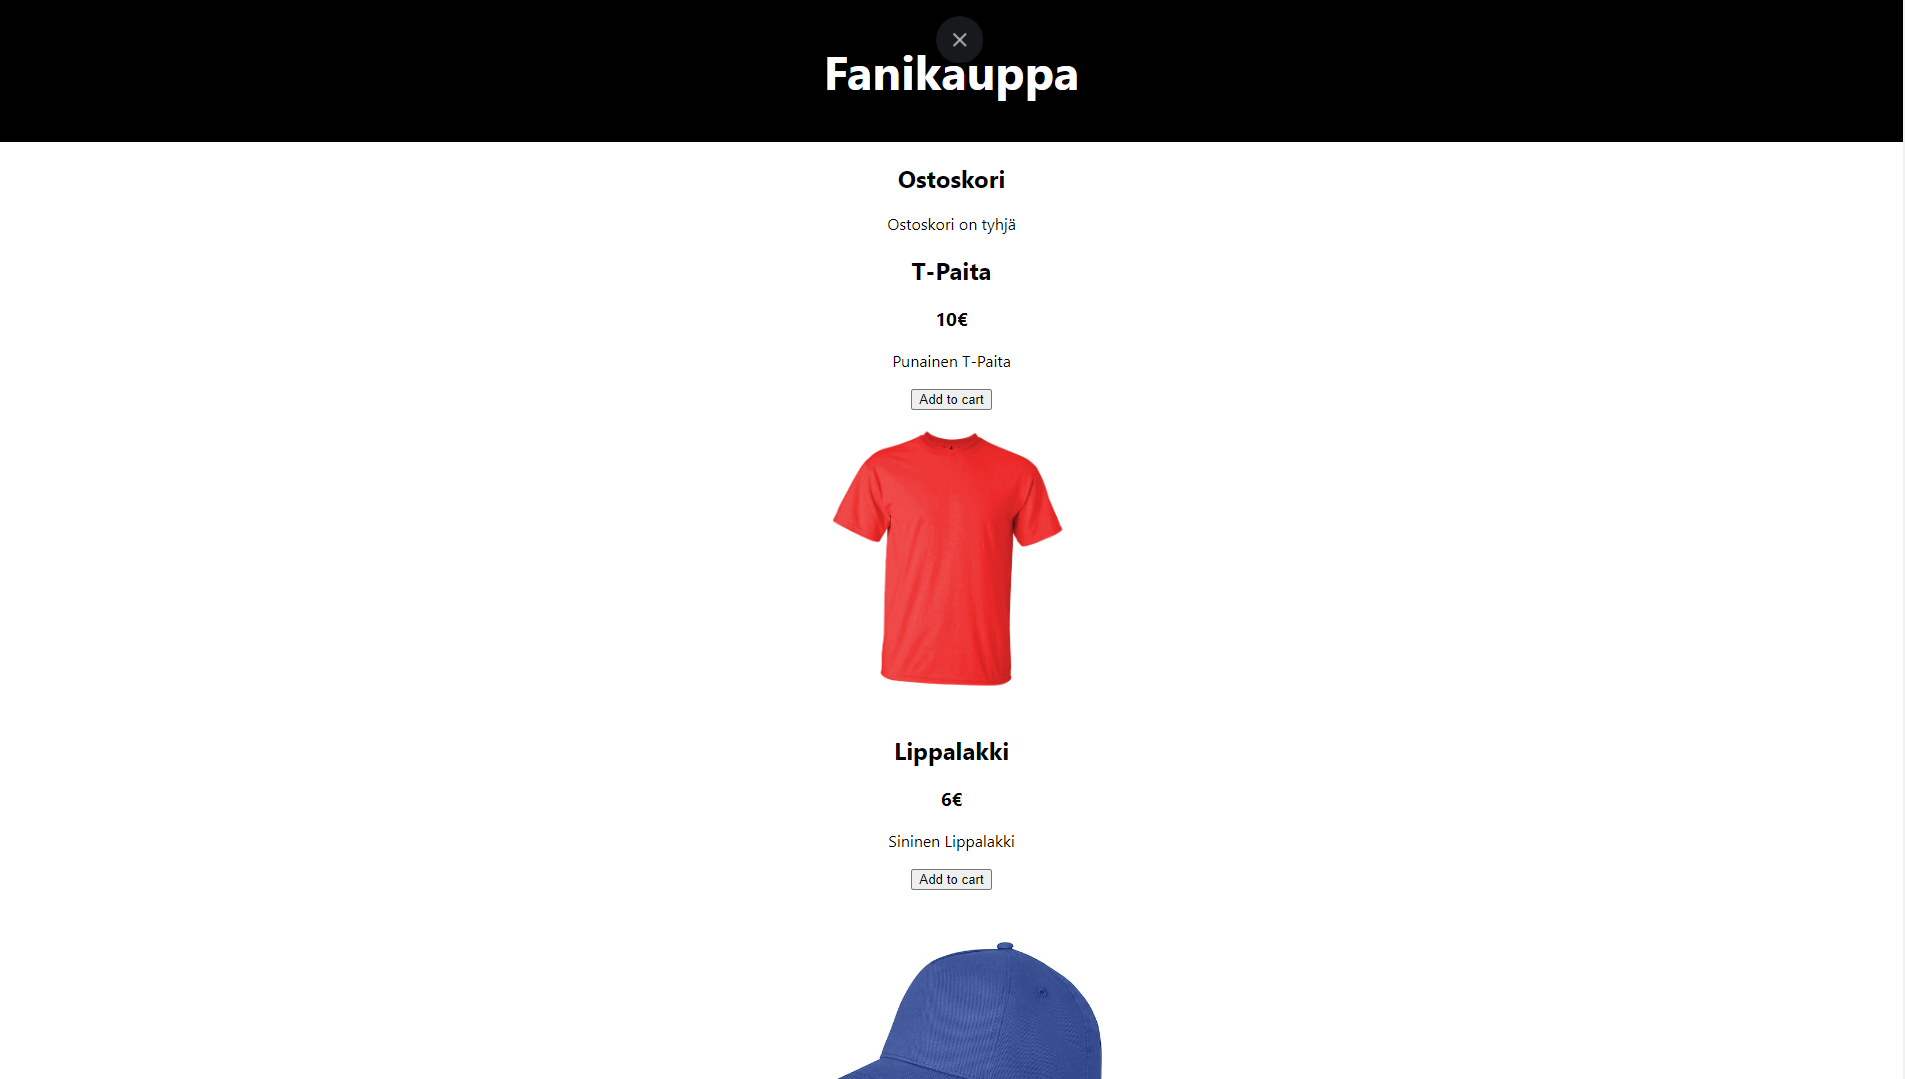 Fanikauppa
Ostoskori
Ostoskori on tyhjä
T-Paita
10€
Punainen T-Paita
Add to cart
Lippalakki
6€
Sininen Lippalakki
Add to cart